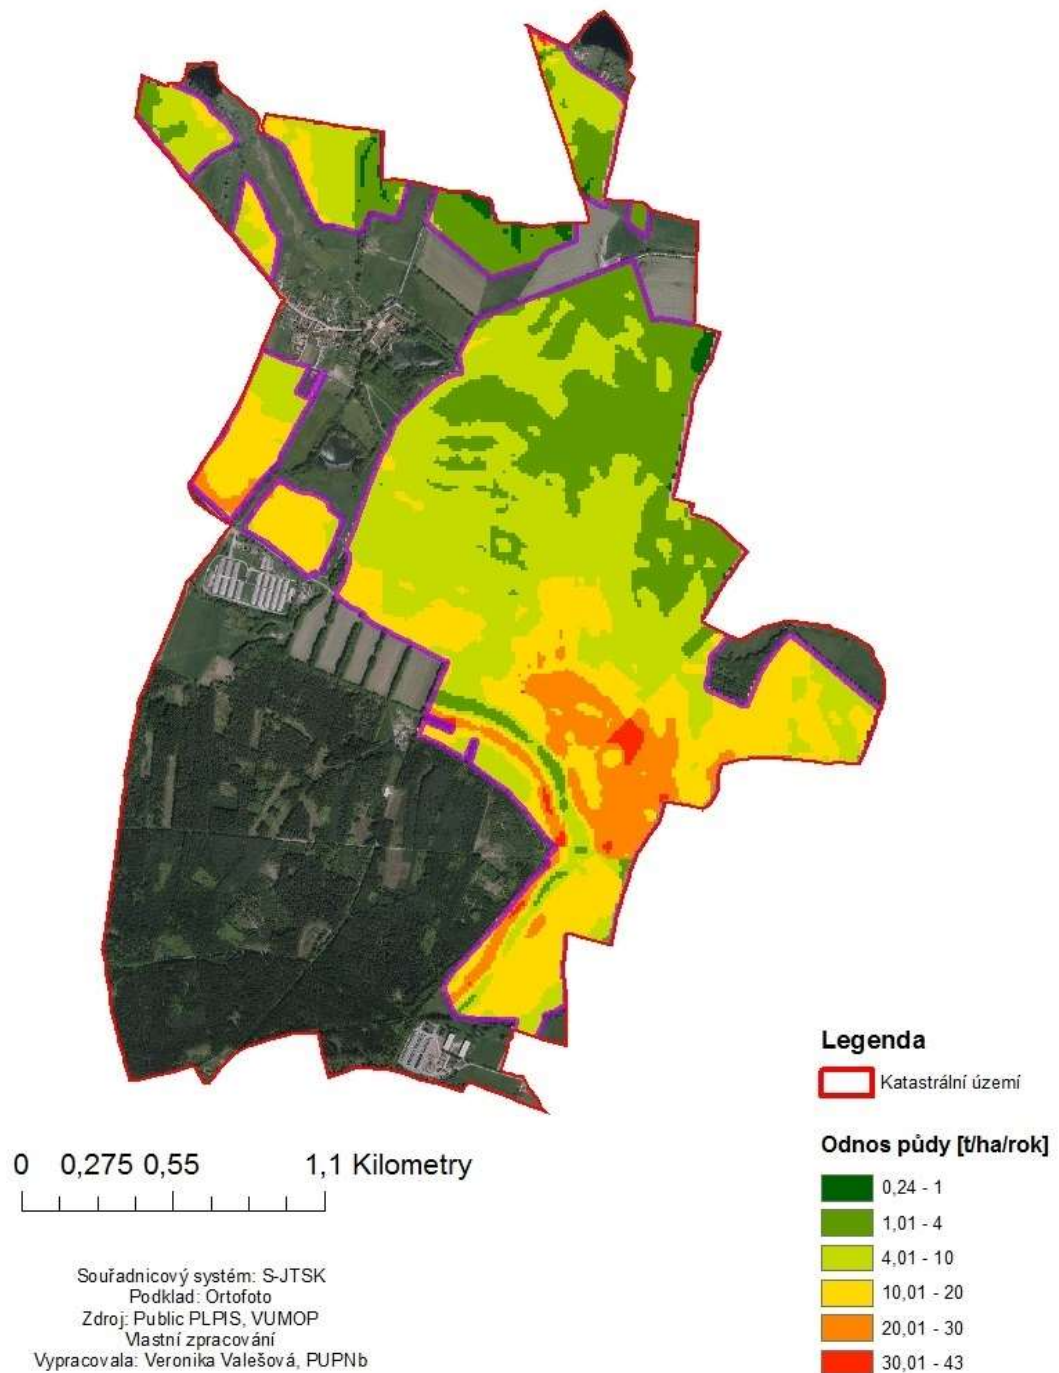 Legenda
Katastrální území
0 0,275 0,55 1,1 Kilometry
Odnos půdy [t/ha/rok]
0,24 - 1
1,01 - 4
4,01 - 10
10,01 - 20
20,01 - 30
30,01 - 43
Souřadnicový systém: S-JTSK
Podklad: Ortofoto
Zdroj: Public PLPIS, VUMOP
Vlastní zpracování
Vypracovala: Veronika Valešová, PUPNb